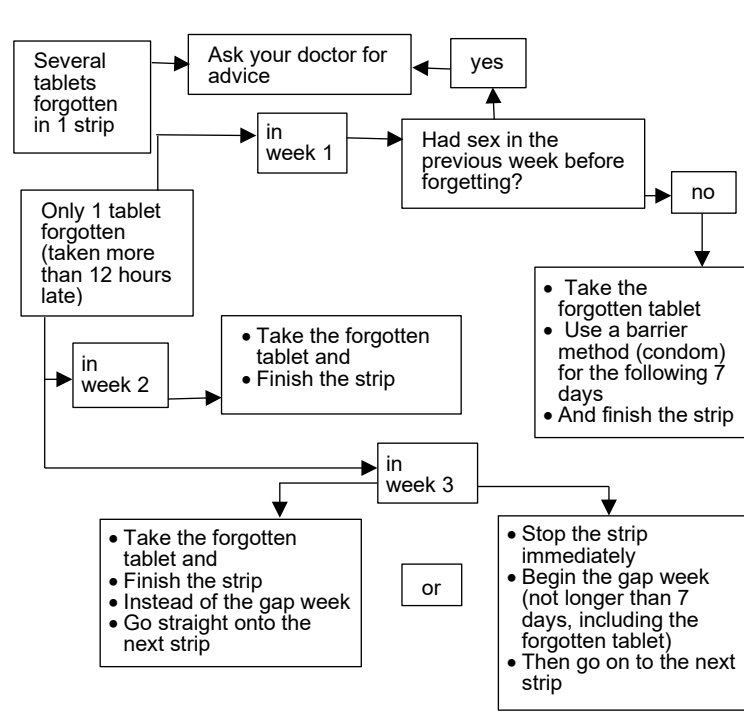 Several
tablets
forgotten
in 1 strip
Ask your doctor for
advice
yes
in
week 1
Had sex in the
previous week before
forgetting?
no
Only 1 tablet
forgotten
(taken more
than 12 hours
late)
• Take the
forgotten tablet
• Use a barrier
method (condom)
for the following 7
days
• And finish the strip
in
week 2
• Take the forgotten
tablet and
• Finish the strip
in
week 3
• Take the forgotten
tablet and
• Finish the strip
• Instead of the gap week
• Go straight onto the
next strip
or
• Stop the strip
immediately
• Begin the gap week
(not longer than 7
days, including the
forgotten tablet)
• Then go on to the next
strip